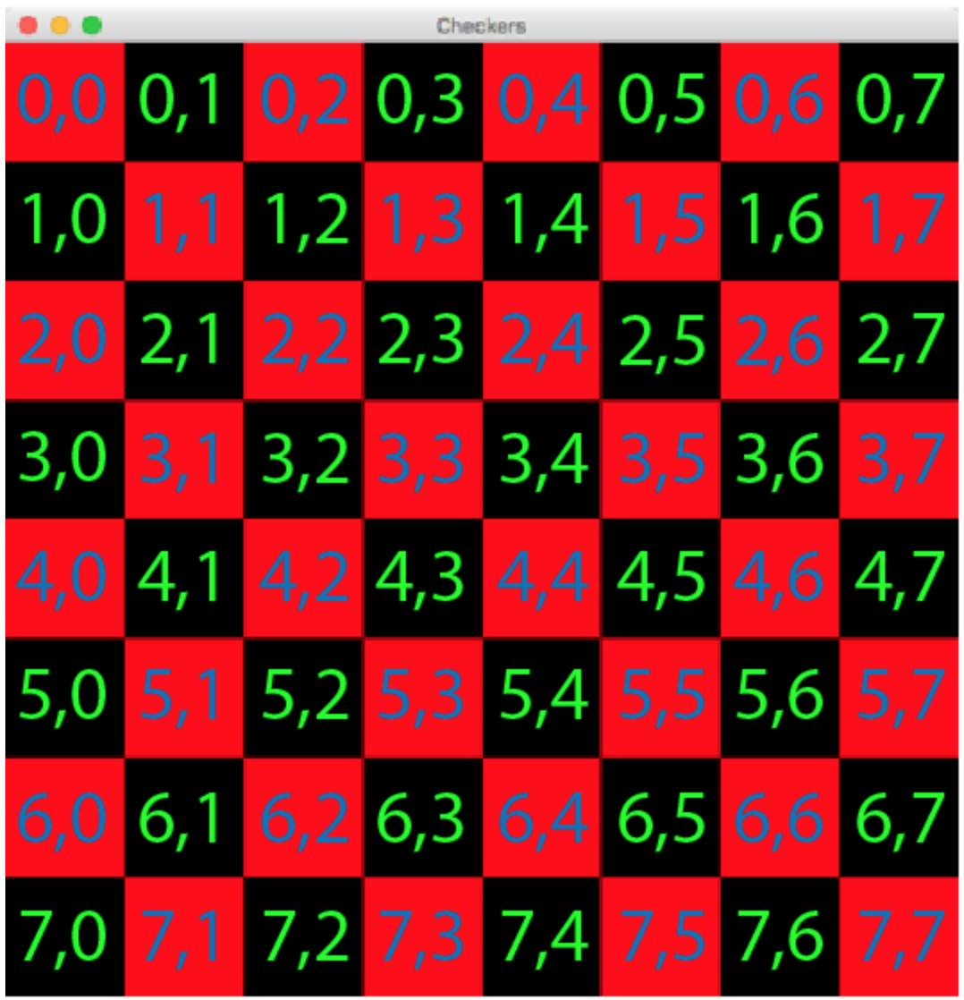 Checkers
0,0 0,1 0,2 0,3 0,4 0,5 0,6 0,7
1,0 1,1 1,2 1,3 1,4 1,5 1,6 1,7
2,0 2,1 2,2 2,3 2,4 2,5 2,6 2,7
3,0 3,1 3,2 3,3 3,4 3,5 3,6 3,7
4,0 4,1 4,2 4,3 4,4 4,5 4,6 4,7
5,0 5,1 5,2 5,3 5,4 5,5 5,6 5,7
6,0 6,1 6,2 6,3 6,4 6,5 6,6 6,7
7,0 7,1 7,2 7,3 7,4 7,5 7,6 7,7